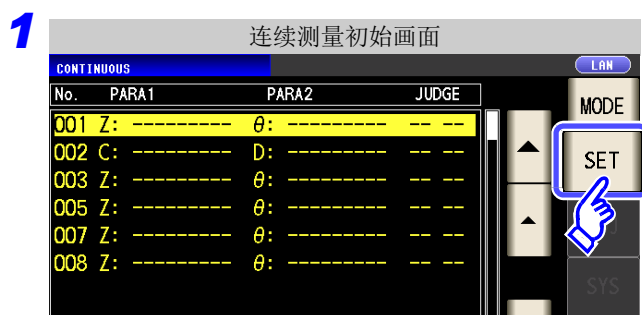 1
连续测量初始画面
CONTINUOUS
LAN
No. PARA1 PARA2 JUDGE
MODE
001 Z: --------- θ: --------- -- --
SET
002 C: --------- D: --------- -- --
003 Z: --------- θ: --------- -- --
005 Z: --------- θ: --------- -- --
007 Z: --------- θ: --------- -- --
008 Z: --------- θ: --------- -- --
SYS